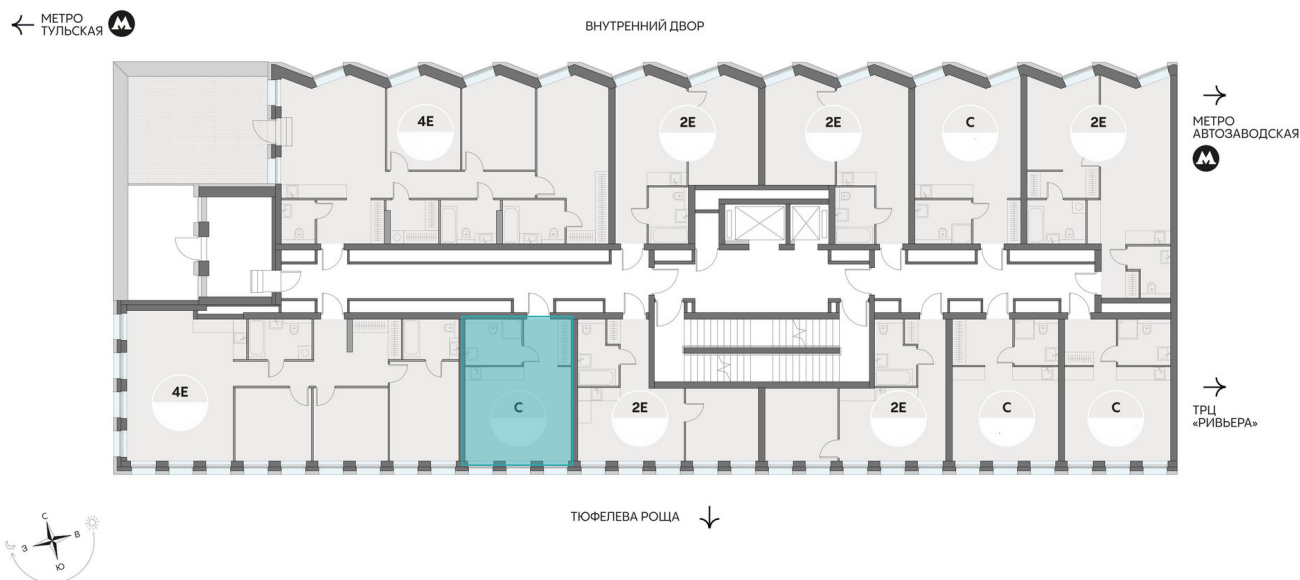 МЕТРО
ТУЛЬСКАЯ М
ВНУТРЕННИЙ ДВОР
МЕТРО
АВТОЗАВОДСКАЯ
М
4Е
2Е
2Е
С
2Е
4Е
С
2Е
2Е
С
С
ТРЦ
«РИВЬЕРА»
ТЮФЕЛЕВА РОЩА
С
З
В
Ю